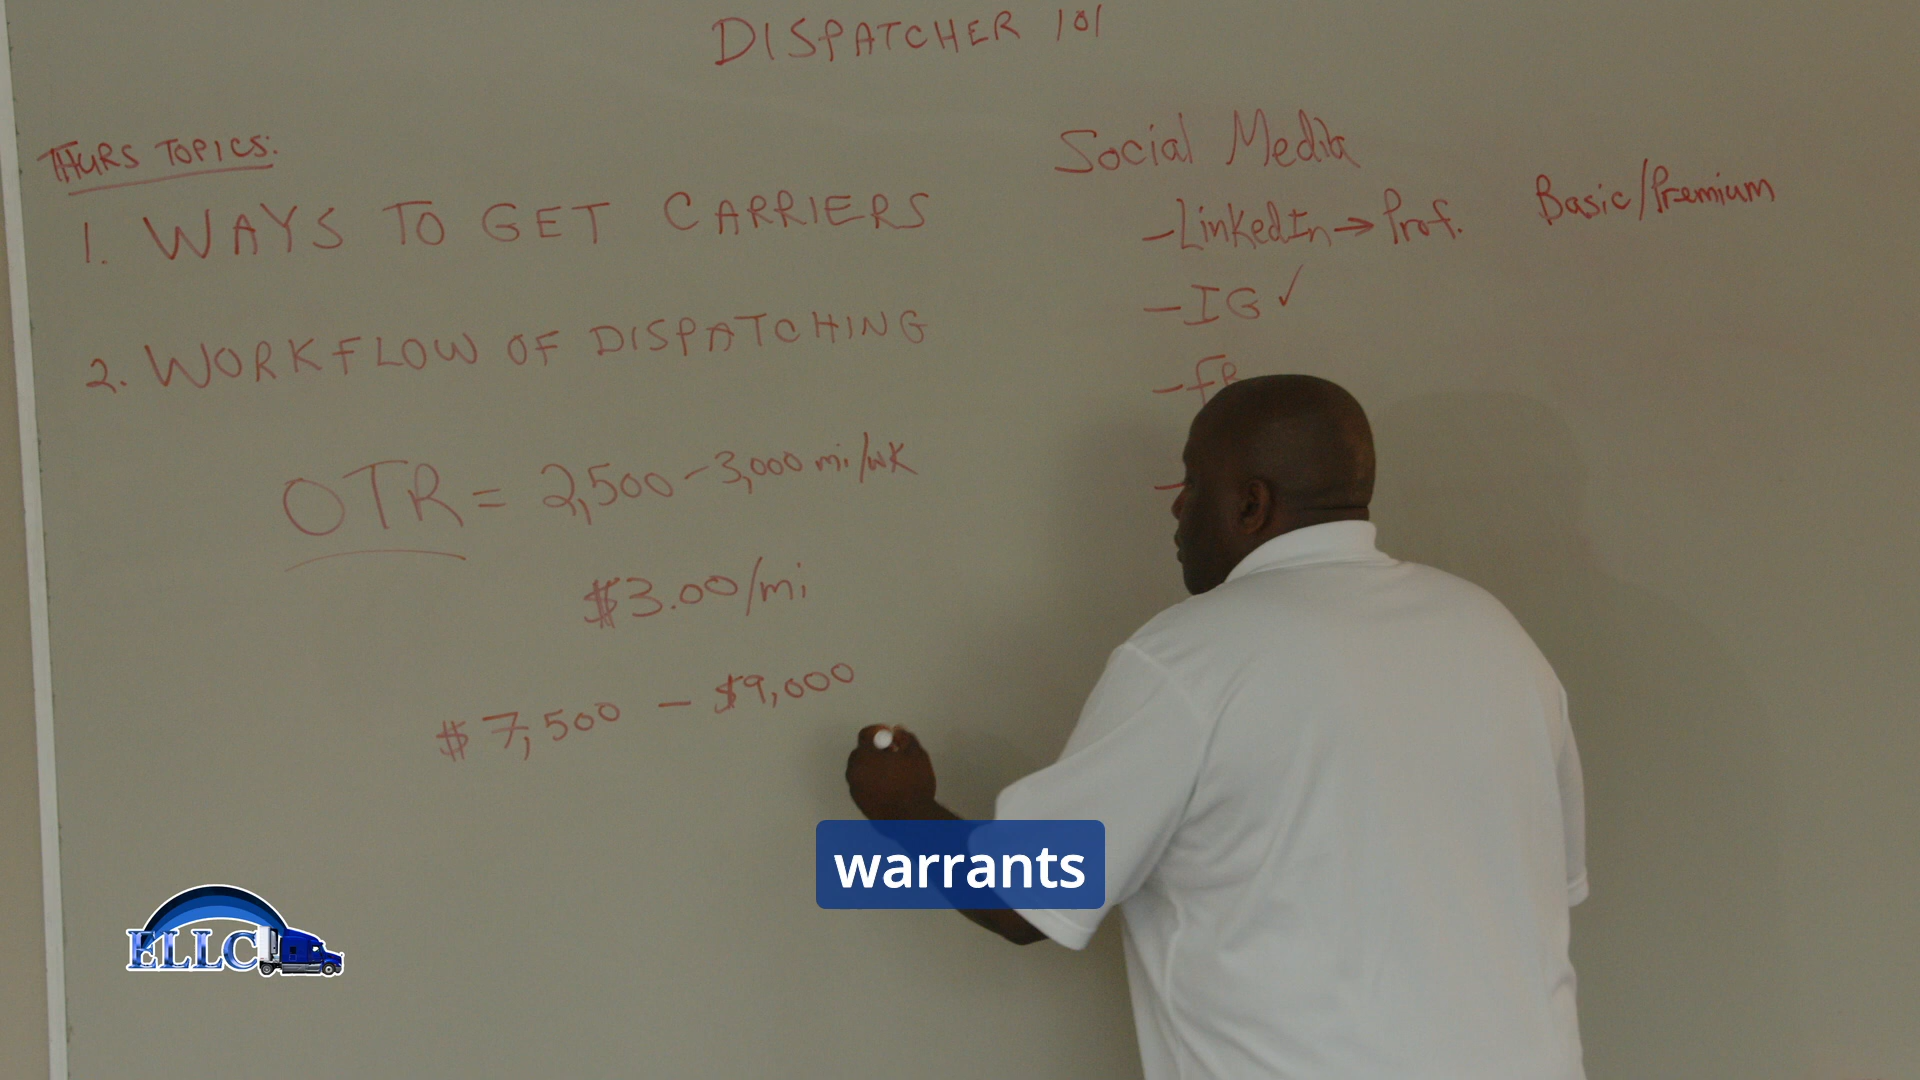 DISPATCHER 101
THURS TOPICS:
1. WAYS TO GET CARRIERS
2. WORKFLOW OF DISPATCHING
OTR = 2,500 - 3,000 mi/wk
$3.00/mi
$7,500 - $9,000
Social Media
- LinkedIn → Prof. Basic/Premium
- IG ✓
- FB
-
warrants
ELLC